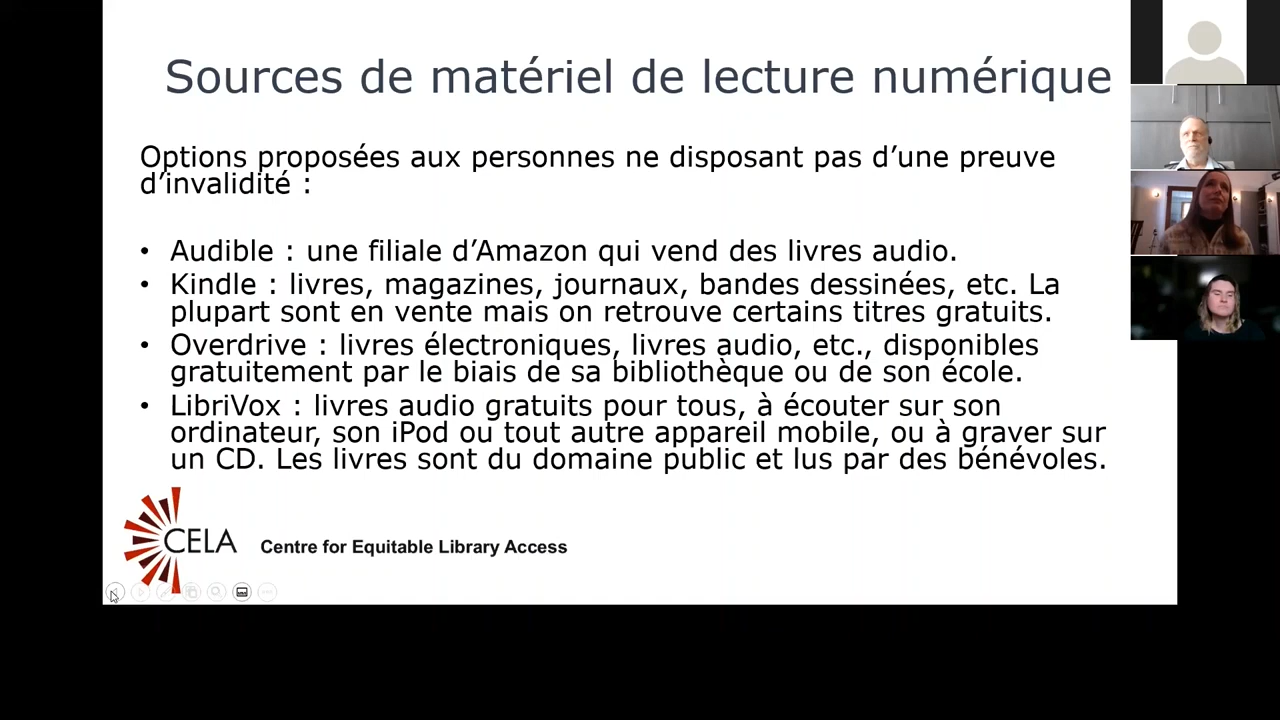 Sources de matériel de lecture numérique
Options proposées aux personnes ne disposant pas d’une preuve
d’invalidité :
• Audible : une filiale d’Amazon qui vend des livres audio.
• Kindle : livres, magazines, journaux, bandes dessinées, etc. La
plupart sont en vente mais on retrouve certains titres gratuits.
• Overdrive : livres électroniques, livres audio, etc., disponibles
gratuitement par le biais de sa bibliothèque ou de son école.
• LibriVox : livres audio gratuits pour tous, à écouter sur son
ordinateur, son iPod ou tout autre appareil mobile, ou à graver sur
un CD. Les livres sont du domaine public et lus par des bénévoles.
CELA
Centre for Equitable Library Access